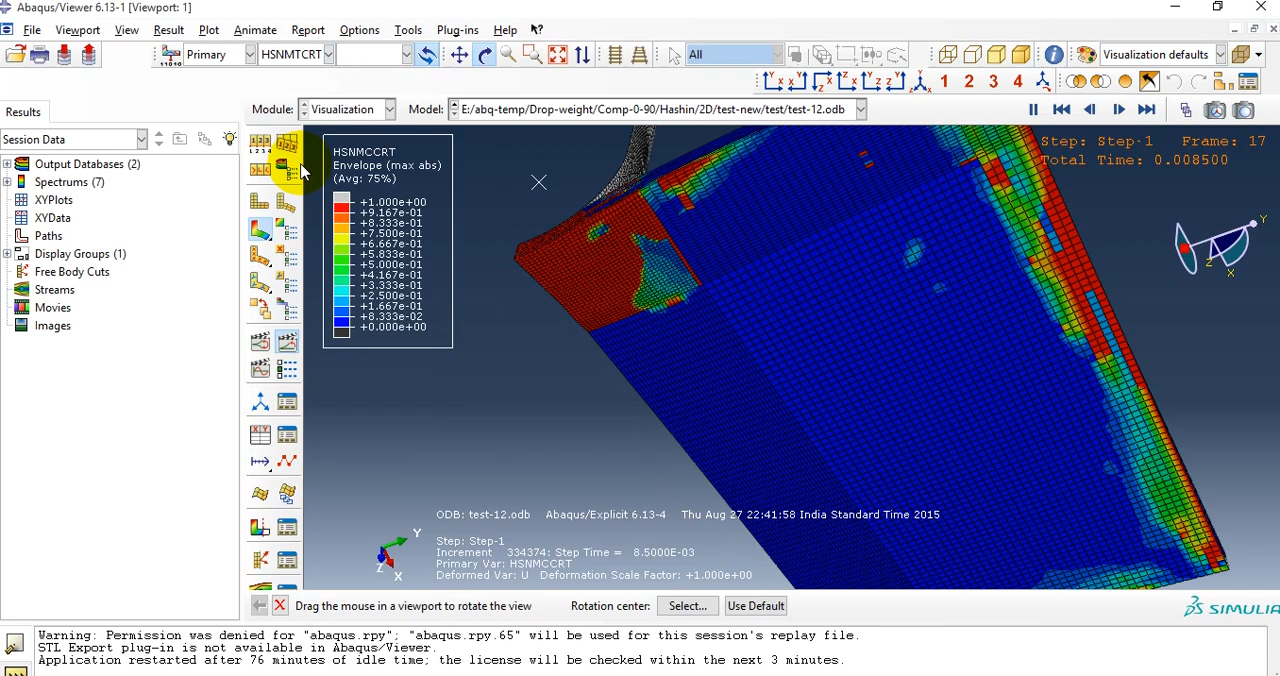 Abaqus/Viewer 6.13-1 [Viewport: 1]
File Viewport View Result Plot Animate Report Options Tools Plug-ins Help
Primary HSNMTCRT All Visualization defaults
1 2 3 4
Results Module: Visualization Model: E:/abq-temp/Drop-weight/Comp-0-90/Hashin/2D/test-new/test/test-12.odb
Session Data
Output Databases (2)
Spectrums (7)
XYPlots
XYData
Paths
Display Groups (1)
Free Body Cuts
Streams
Movies
Images
HSNMCCRT
Envelope (max abs)
(Avg: 75%)
+1.000e+00
+9.167e-01
+8.333e-01
+7.500e-01
+6.667e-01
+5.833e-01
+5.000e-01
+4.167e-01
+3.333e-01
+2.500e-01
+1.667e-01
+8.333e-02
+0.000e+00
Step: Step-1 Frame: 17
Total Time: 0.008500
Y
Z
X
ODB: test-12.odb Abaqus/Explicit 6.13-4 Thu Aug 27 22:41:58 India Standard Time 2015
Step: Step-1
Increment 334374: Step Time = 8.5000E-03
Primary Var: HSNMCCRT
Deformed Var: U Deformation Scale Factor: +1.000e+00
Y
Z
X
Drag the mouse in a viewport to rotate the view Rotation center: Select... Use Default
SIMULIA
Warning: Permission was denied for "abaqus.rpy"; "abaqus.rpy.65" will be used for this session's replay file.
STL Export plug-in is not available in Abaqus/Viewer.
Application restarted after 76 minutes of idle time; the license will be checked within the next 3 minutes.